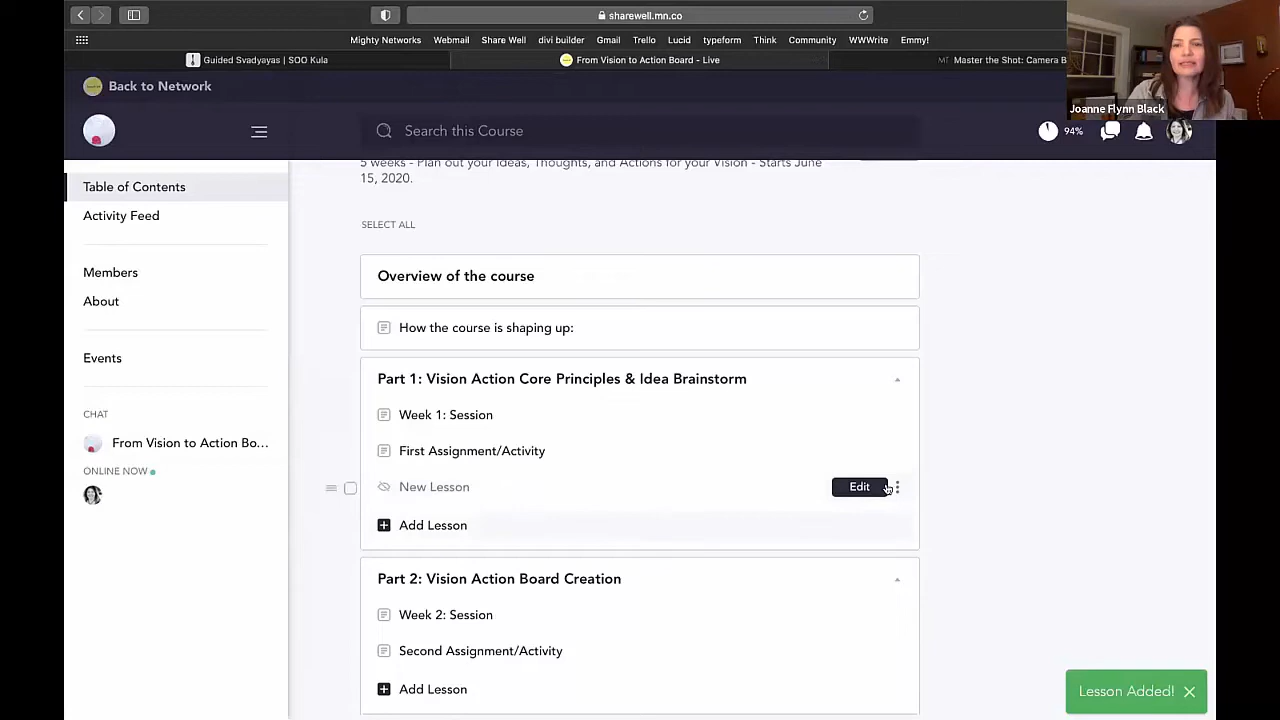 sharewell.mn.co
Mighty Networks Webmail Share Well divi builder Gmail Trello Lucid typeform Think Community WWWrite Emmy!
Guided Svadyayas | SOO Kula
From Vision to Action Board - Live
MT Master the Shot: Camera B
Joanne Flynn Black
Back to Network
Search this Course
94%
5 weeks - Plan out your Ideas, Thoughts, and Actions for your Vision - Starts June
15, 2020.
Table of Contents
Activity Feed
Members
About
Events
CHAT
From Vision to Action Bo...
ONLINE NOW
SELECT ALL
Overview of the course
How the course is shaping up:
Part 1: Vision Action Core Principles & Idea Brainstorm
Week 1: Session
First Assignment/Activity
New Lesson
Edit
Add Lesson
Part 2: Vision Action Board Creation
Week 2: Session
Second Assignment/Activity
Add Lesson
Lesson Added!